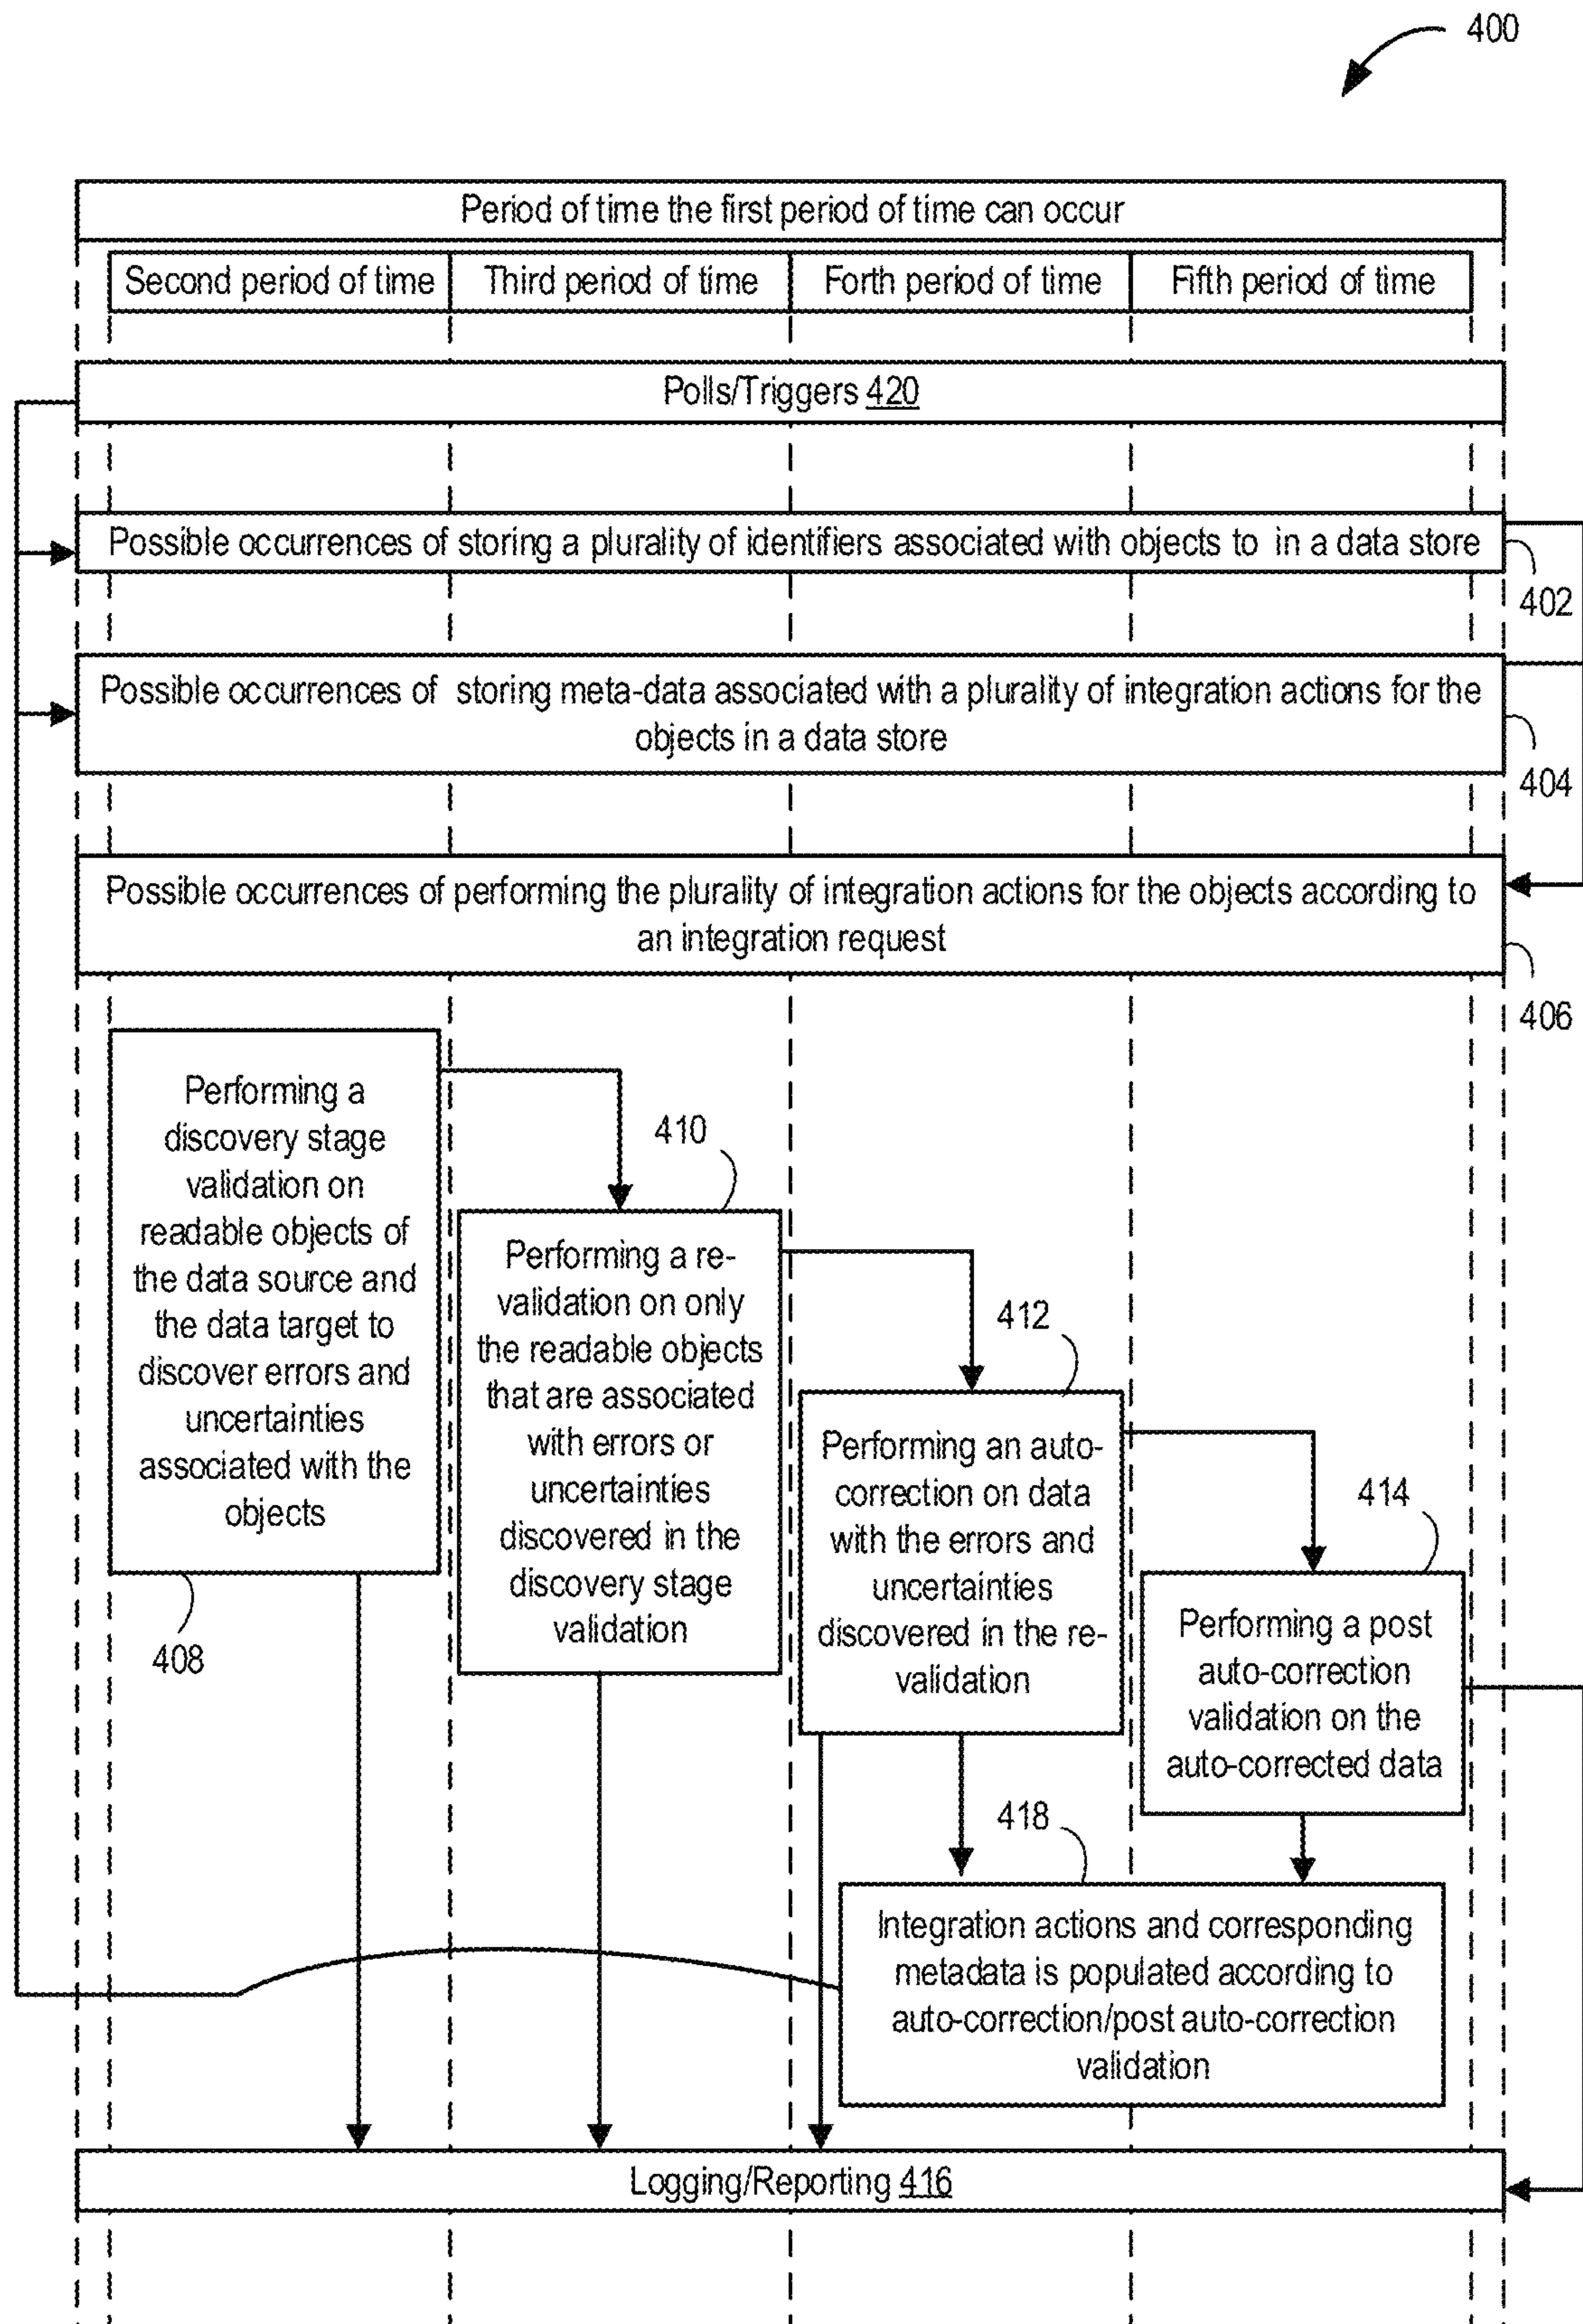 400
Period of time the first period of time can occur
Second period of time
Third period of time
Forth period of time
Fifth period of time
Polls/Triggers 420
Possible occurrences of storing a plurality of identifiers associated with objects to in a data store
402
Possible occurrences of storing meta-data associated with a plurality of integration actions for the
objects in a data store
404
Possible occurrences of performing the plurality of integration actions for the objects according to
an integration request
406
Performing a
discovery stage
validation on
readable objects of
the data source and
the data target to
discover errors and
uncertainties
associated with the
objects
408
410
Performing a re-
validation on only
the readable objects
that are associated
with errors or
uncertainties
discovered in the
discovery stage
validation
412
Performing an auto-
correction on data
with the errors and
uncertainties
discovered in the re-
validation
414
Performing a post
auto-correction
validation on the
auto-corrected data
418
Integration actions and corresponding
metadata is populated according to
auto-correction/post auto-correction
validation
Logging/Reporting 416